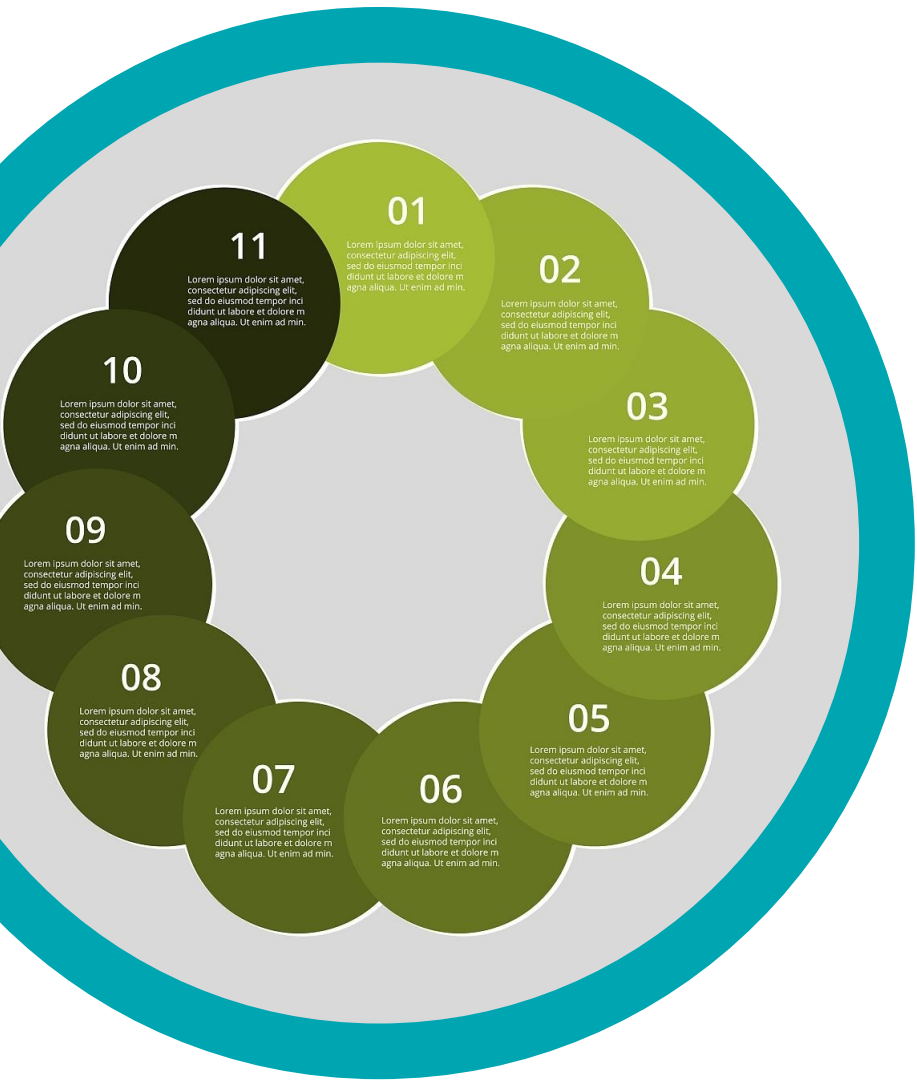 01
Lorem ipsum dolor sit amet,
consectetur adipiscing elit,
sed do eiusmod tempor inci
didunt ut labore et dolore m
agna aliqua. Ut enim ad min.
02
Lorem ipsum dolor sit amet,
consectetur adipiscing elit,
sed do eiusmod tempor inci
didunt ut labore et dolore m
agna aliqua. Ut enim ad min.
03
Lorem ipsum dolor sit amet,
consectetur adipiscing elit,
sed do eiusmod tempor inci
didunt ut labore et dolore m
agna aliqua. Ut enim ad min.
04
Lorem ipsum dolor sit amet,
consectetur adipiscing elit,
sed do eiusmod tempor inci
didunt ut labore et dolore m
agna aliqua. Ut enim ad min.
05
Lorem ipsum dolor sit amet,
consectetur adipiscing elit,
sed do eiusmod tempor inci
didunt ut labore et dolore m
agna aliqua. Ut enim ad min.
06
Lorem ipsum dolor sit amet,
consectetur adipiscing elit,
sed do eiusmod tempor inci
didunt ut labore et dolore m
agna aliqua. Ut enim ad min.
07
Lorem ipsum dolor sit amet,
consectetur adipiscing elit,
sed do eiusmod tempor inci
didunt ut labore et dolore m
agna aliqua. Ut enim ad min.
08
Lorem ipsum dolor sit amet,
consectetur adipiscing elit,
sed do eiusmod tempor inci
didunt ut labore et dolore m
agna aliqua. Ut enim ad min.
09
Lorem ipsum dolor sit amet,
consectetur adipiscing elit,
sed do eiusmod tempor inci
didunt ut labore et dolore m
agna aliqua. Ut enim ad min.
10
Lorem ipsum dolor sit amet,
consectetur adipiscing elit,
sed do eiusmod tempor inci
didunt ut labore et dolore m
agna aliqua. Ut enim ad min.
11
Lorem ipsum dolor sit amet,
consectetur adipiscing elit,
sed do eiusmod tempor inci
didunt ut labore et dolore m
agna aliqua. Ut enim ad min.